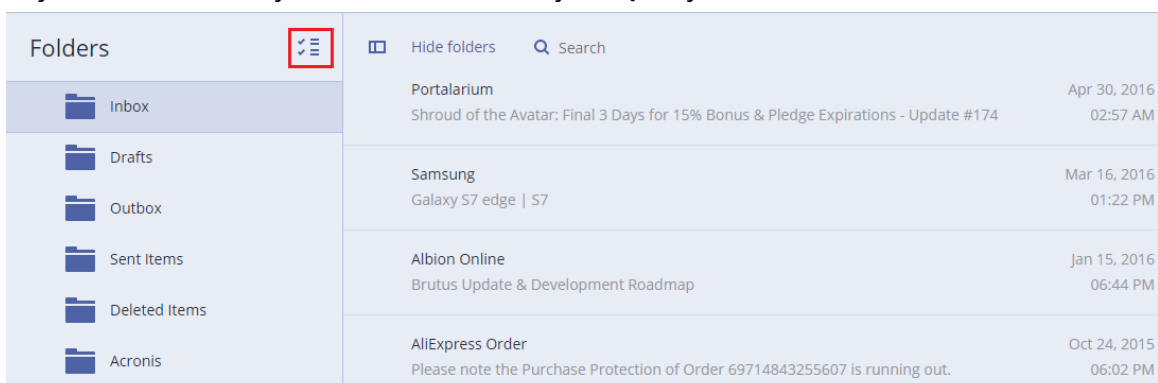 Folders
Inbox
Drafts
Outbox
Sent Items
Deleted Items
Acronis
Hide folders
Search
Portalarium
Apr 30, 2016
Shroud of the Avatar: Final 3 Days for 15% Bonus & Pledge Expirations - Update #174
02:57 AM
Samsung
Mar 16, 2016
Galaxy S7 edge | S7
01:22 PM
Albion Online
Jan 15, 2016
Brutus Update & Development Roadmap
06:44 PM
AliExpress Order
Oct 24, 2015
Please note the Purchase Protection of Order 69714843255607 is running out.
06:02 PM